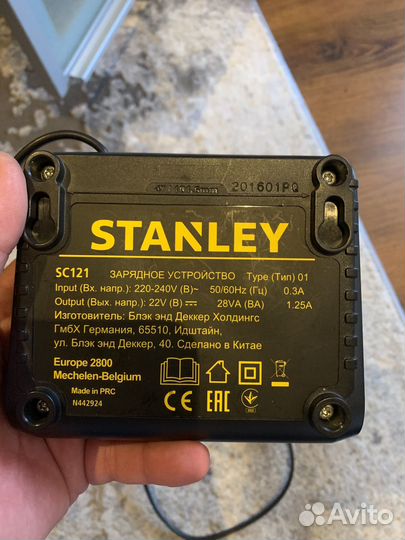 201601PQ
STANLEY
SC121 ЗАРЯДНОЕ УСТРОЙСТВО Type (Тип) 01
Input (Вх. напр.): 220-240V (В)~ 50/60Hz (Гц) 0.3A
Output (Вых. напр.): 22V (В) 28VA (ВА) 1.25A
Изготовитель: Блэк энд Деккер Холдингс
ГмбХ Германия, 65510, Идштайн,
ул. Блэк энд Деккер, 40. Сделано в Китае
Europe 2800
Mechelen-Belgium
Made in PRC
N442924
CE EAC
Avito